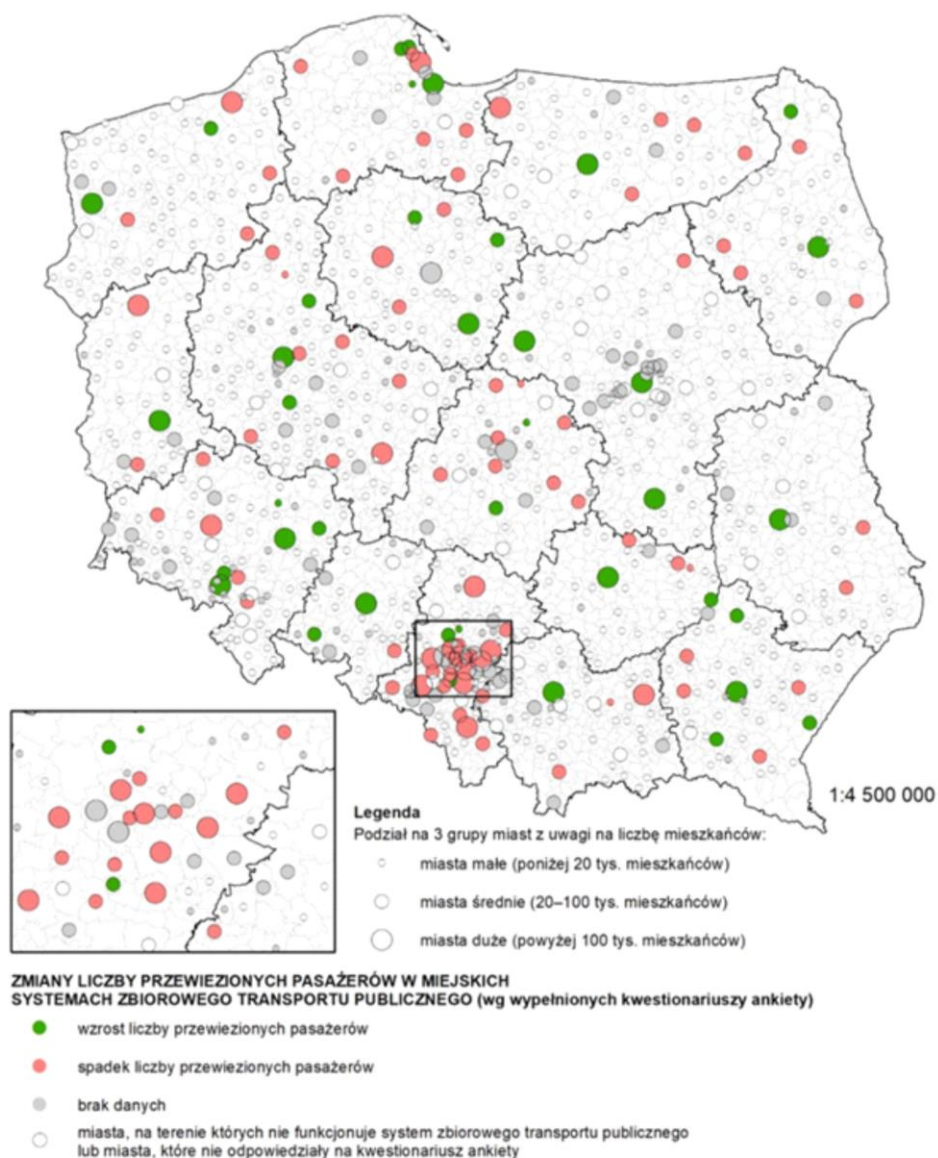 1:4 500 000
Legenda
Podział na 3 grupy miast z uwagi na liczbę mieszkańców:
miasta małe (poniżej 20 tys. mieszkańców)
miasta średnie (20–100 tys. mieszkańców)
miasta duże (powyżej 100 tys. mieszkańców)
ZMIANY LICZBY PRZEWIEZIONYCH PASAŻERÓW W MIEJSKICH
SYSTEMACH ZBIOROWEGO TRANSPORTU PUBLICZNEGO (wg wypełnionych kwestionariuszy ankiety)
wzrost liczby przewiezionych pasażerów
spadek liczby przewiezionych pasażerów
brak danych
miasta, na terenie których nie funkcjonuje system zbiorowego transportu publicznego
lub miasta, które nie odpowiedziały na kwestionariusz ankiety